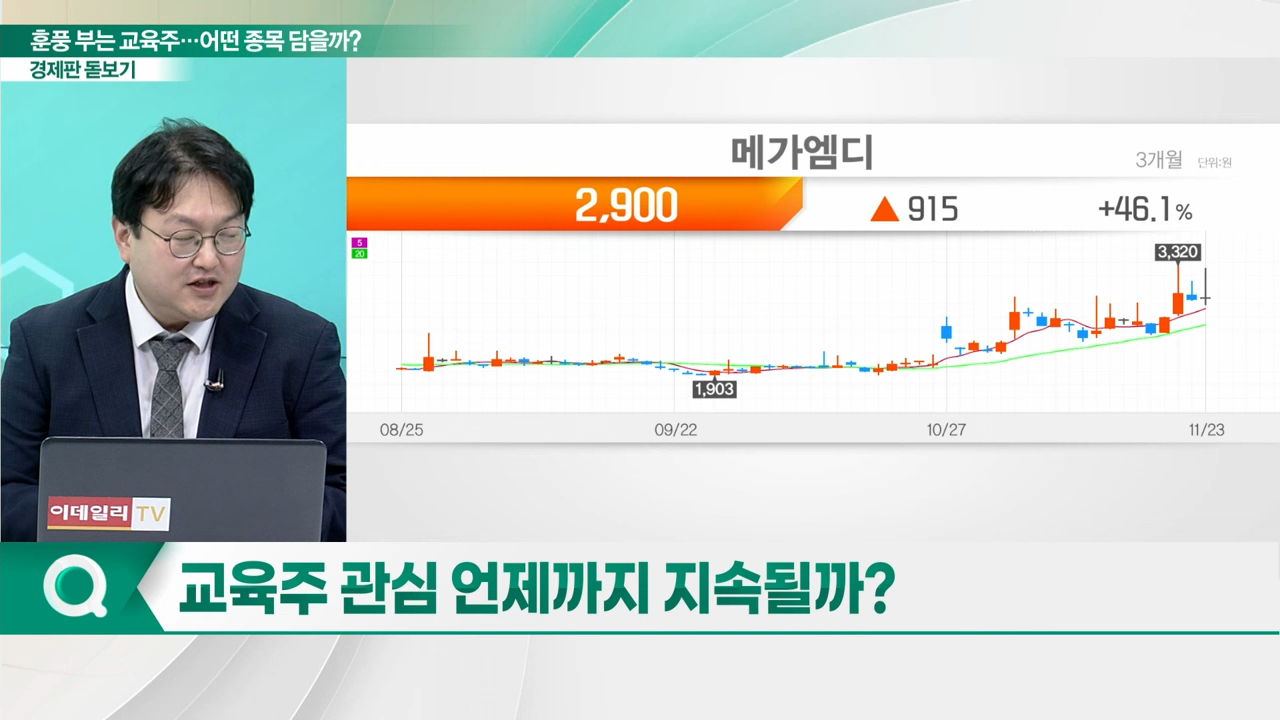 훈풍 부는 교육주…어떤 종목 담을까?
경제판 돋보기
메가엠디
3개월 단위:원
2,900 ▲ 915 +46.1%
5
20
3,320
1,903
08/25 09/22 10/27 11/23
이데일리 TV
Q 교육주 관심 언제까지 지속될까?